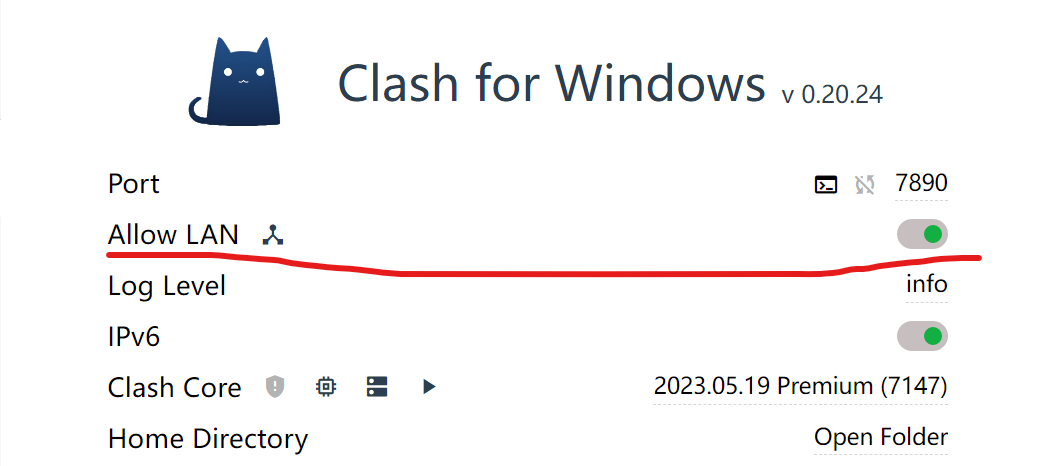 Clash for Windows v 0.20.24
Port 7890
Allow LAN
Log Level info
IPv6
Clash Core 2023.05.19 Premium (7147)
Home Directory Open Folder